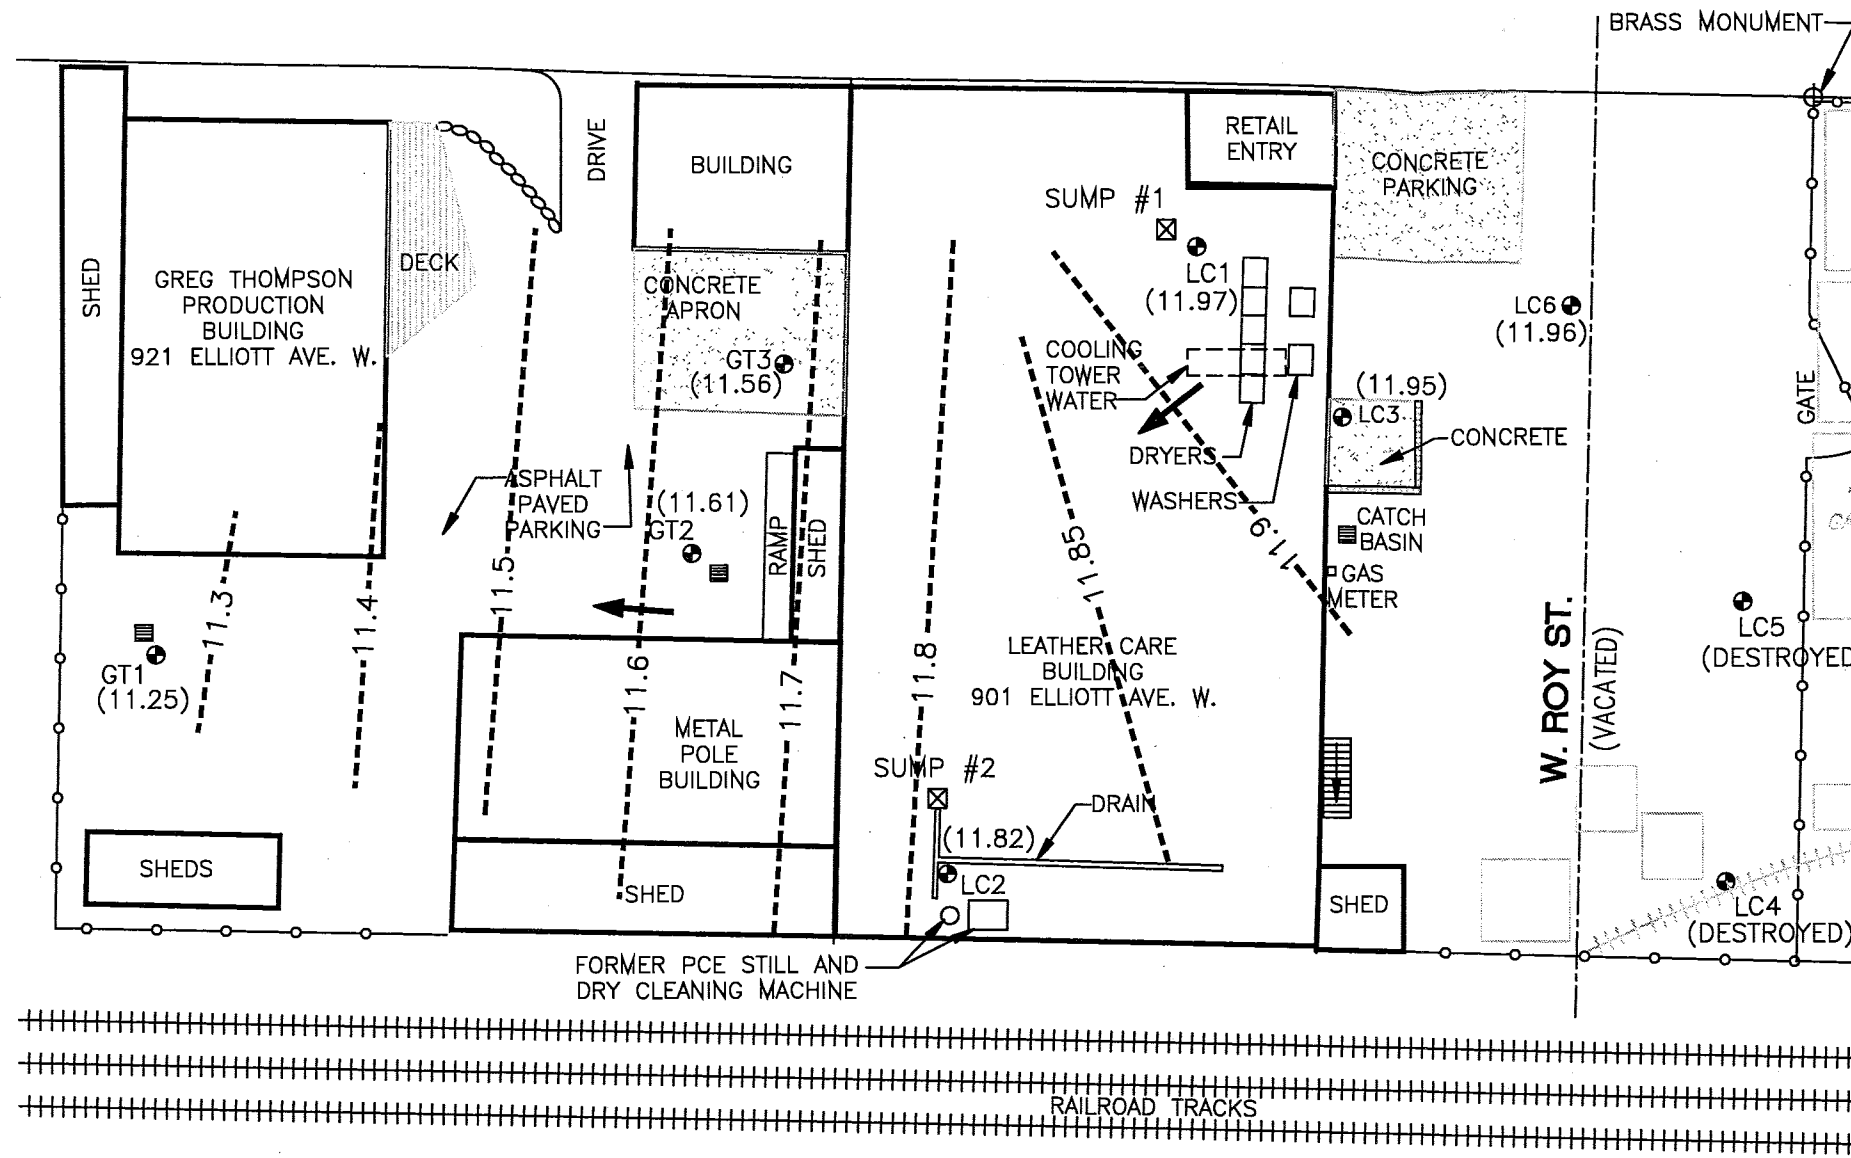 BRASS MONUMENT
RETAIL
ENTRY
CONCRETE
PARKING
BUILDING
DRIVE
SUMP #1
SHED
DECK
GREG THOMPSON
PRODUCTION
BUILDING
921 ELLIOTT AVE. W.
CONCRETE
APRON
LC1
(11.97)
LC6
(11.96)
GT3
(11.56)
COOLING
TOWER
WATER
(11.95)
LC3
GATE
CONCRETE
DRYERS
WASHERS
ASPHALT
PAVED
PARKING
(11.61)
GT2
RAMP
SHED
CATCH
BASIN
GAS
METER
11.3
11.4
11.5
11.6
11.7
11.8
11.85
11.9
GT1
(11.25)
LEATHER CARE
BUILDING
901 ELLIOTT AVE. W.
W. ROY ST.
(VACATED)
LC5
(DESTROYED
METAL
POLE
BUILDING
SUMP #2
DRAIN
(11.82)
LC2
SHEDS
SHED
SHED
LC4
(DESTROYED)
FORMER PCE STILL AND
DRY CLEANING MACHINE
RAILROAD TRACKS